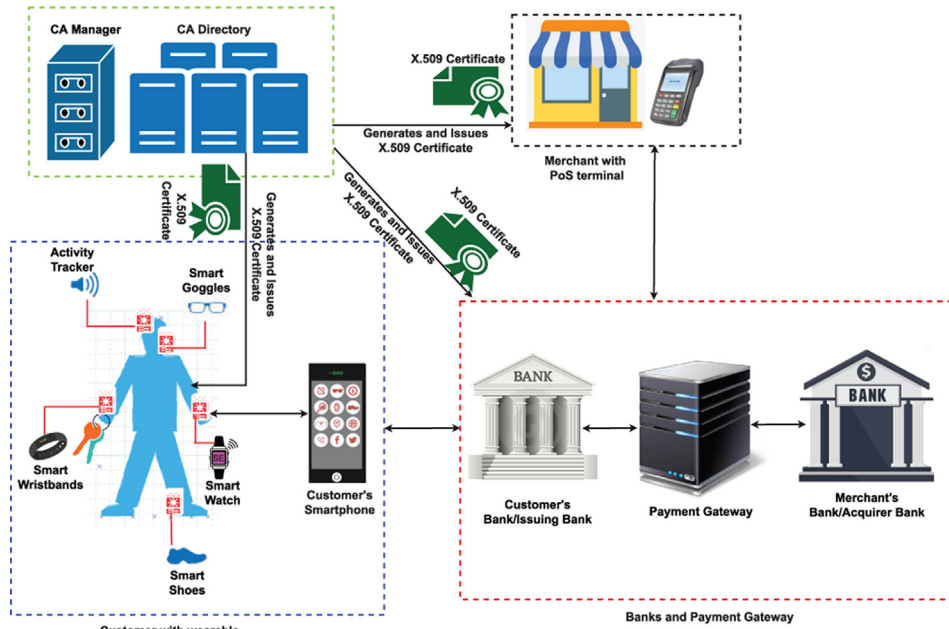 CA Manager
CA Directory
X.509 Certificate
Generates and Issues
X.509 Certificate
Merchant with
PoS terminal
X.509
Certificate
Generates and Issues
X.509 Certificate
Generates and Issues
X.509 Certificate
X.509 Certificate
Activity
Tracker
Smart
Goggles
Smart
Wristbands
SE
Smart
Watch
Customer's
Smartphone
Smart
Shoes
BANK
Customer's
Bank/Issuing Bank
Payment Gateway
$
BANK
Merchant's
Bank/Acquirer Bank
Banks and Payment Gateway
Customer with wearable